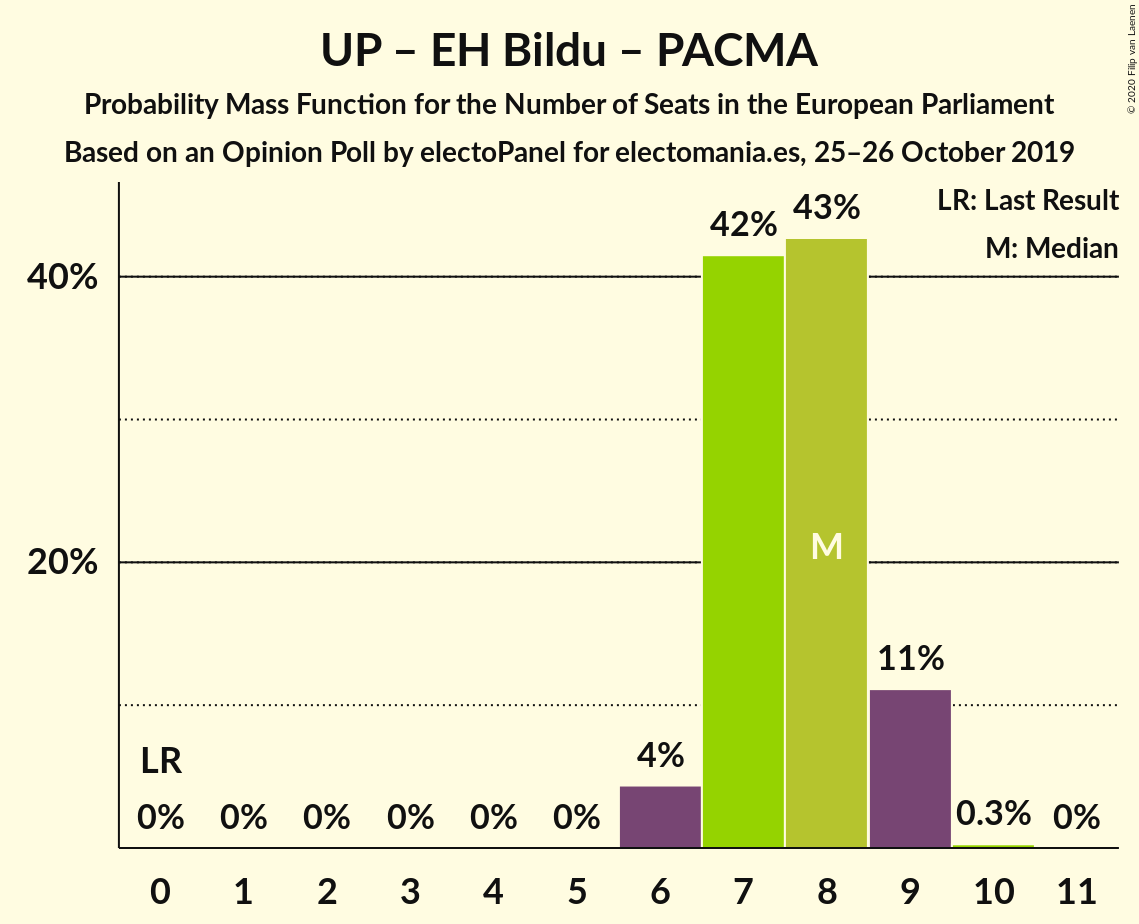 UP – EH Bildu – PACMA
Probability Mass Function for the Number of Seats in the European Parliament
Based on an Opinion Poll by electoPanel for electomania.es, 25–26 October 2019
© 2020 Filip van Laenen
LR: Last Result
M: Median
40%
20%
LR
0%
0%
0%
0%
0%
0%
4%
42%
43%
M
11%
0.3%
0%
0 1 2 3 4 5 6 7 8 9 10 11